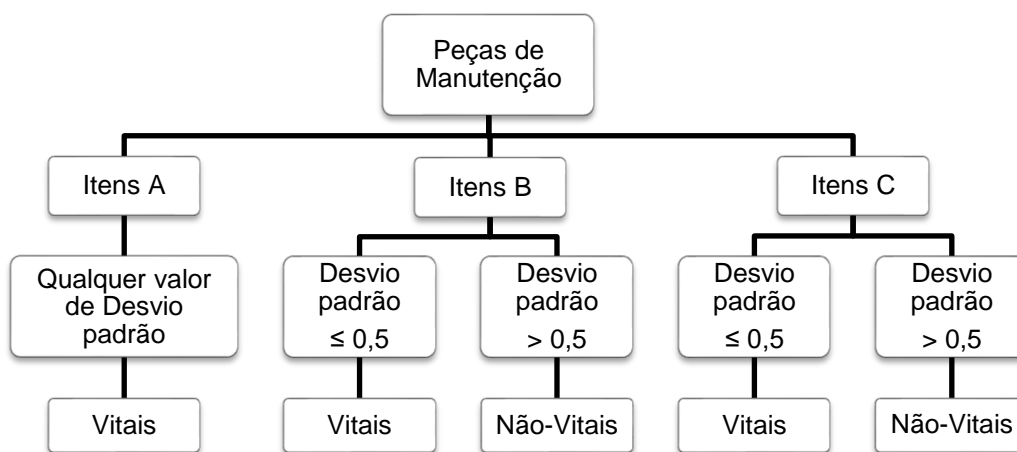 Peças de
Manutenção
Itens A
Itens B
Itens C
Qualquer valor
de Desvio
padrão
Desvio
padrão
≤ 0,5
Desvio
padrão
> 0,5
Desvio
padrão
≤ 0,5
Desvio
padrão
> 0,5
Vitais
Vitais
Não-Vitais
Vitais
Não-Vitais